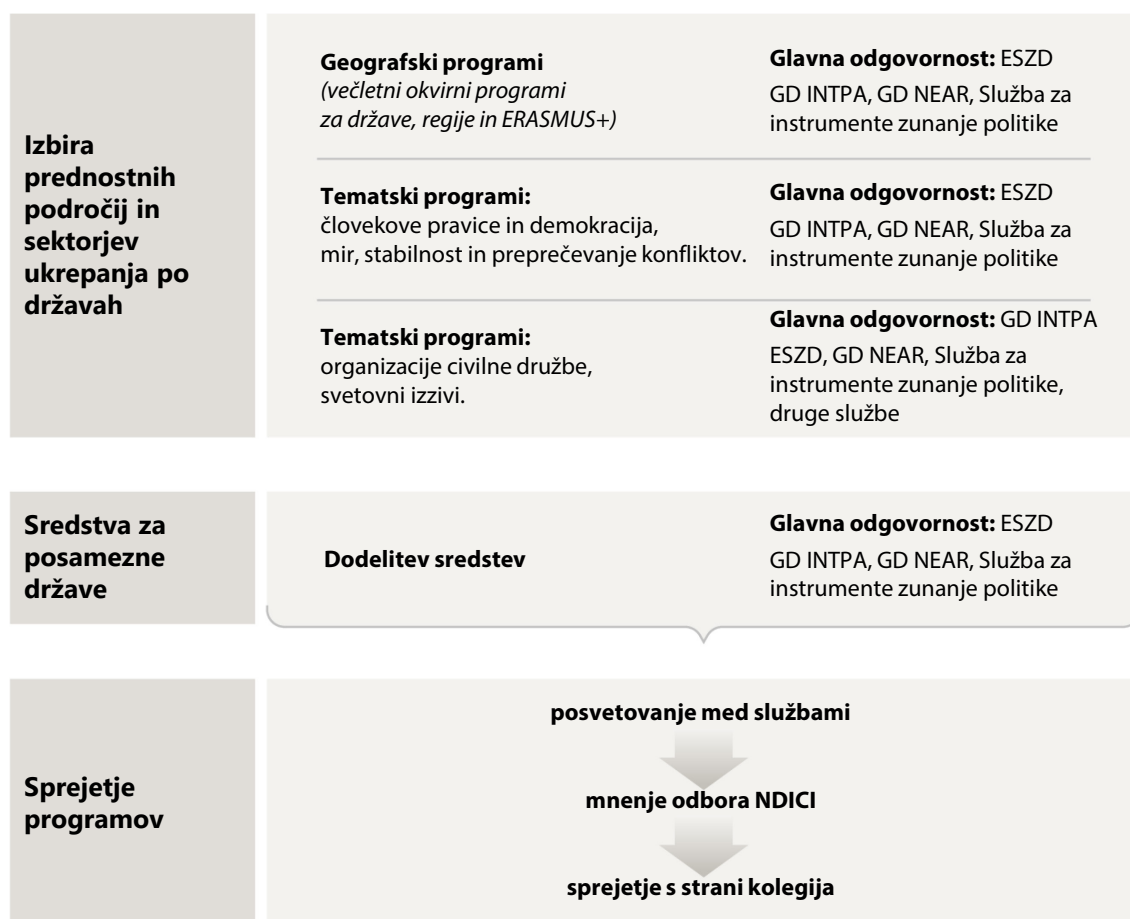 Izbira
prednostnih
področij in
sektorjev
ukrepanja po
državah
Geografski programi
(večletni okvirni programi
za države, regije in ERASMUS+)
Glavna odgovornost: ESZD
GD INTPA, GD NEAR, Služba za
instrumente zunanje politike
Tematski programi:
človekove pravice in demokracija,
mir, stabilnost in preprečevanje konfliktov.
Glavna odgovornost: ESZD
GD INTPA, GD NEAR, Služba za
instrumente zunanje politike
Tematski programi:
organizacije civilne družbe,
svetovni izzivi.
Glavna odgovornost: GD INTPA
ESZD, GD NEAR, Služba za
instrumente zunanje politike,
druge službe
Sredstva za
posamezne
države
Dodelitev sredstev
Glavna odgovornost: ESZD
GD INTPA, GD NEAR, Služba za
instrumente zunanje politike
Sprejetje
programov
posvetovanje med službami
mnenje odbora NDICI
sprejetje s strani kolegija